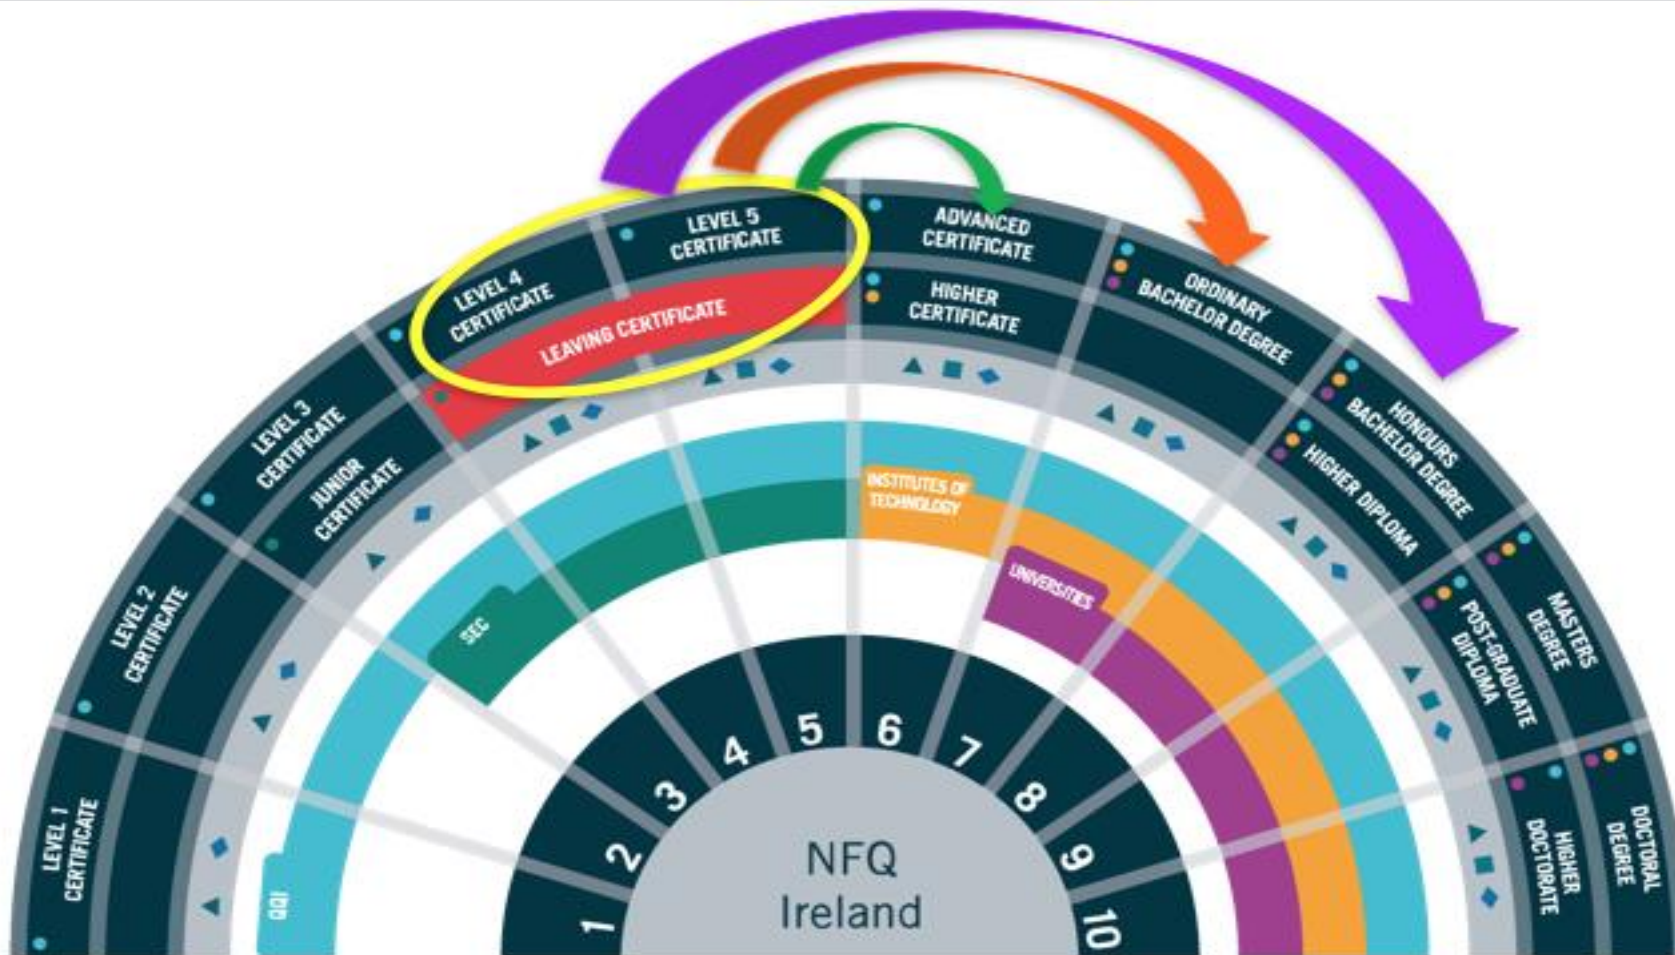 LEVEL 1
CERTIFICATE
LEVEL 2
CERTIFICATE
LEVEL 3
CERTIFICATE
JUNIOR
CERTIFICATE
LEVEL 4
CERTIFICATE
LEVEL 5
CERTIFICATE
LEAVING CERTIFICATE
ADVANCED
CERTIFICATE
HIGHER
CERTIFICATE
ORDINARY
BACHELOR DEGREE
HONOURS
BACHELOR DEGREE
HIGHER DIPLOMA
MASTERS
DEGREE
POST-GRADUATE
DIPLOMA
DOCTORAL
DEGREE
HIGHER
DOCTORATE
QQI
SEC
INSTITUTES OF
TECHNOLOGY
UNIVERSITIES
1
2
3
4
5
6
7
8
9
10
NFQ
Ireland